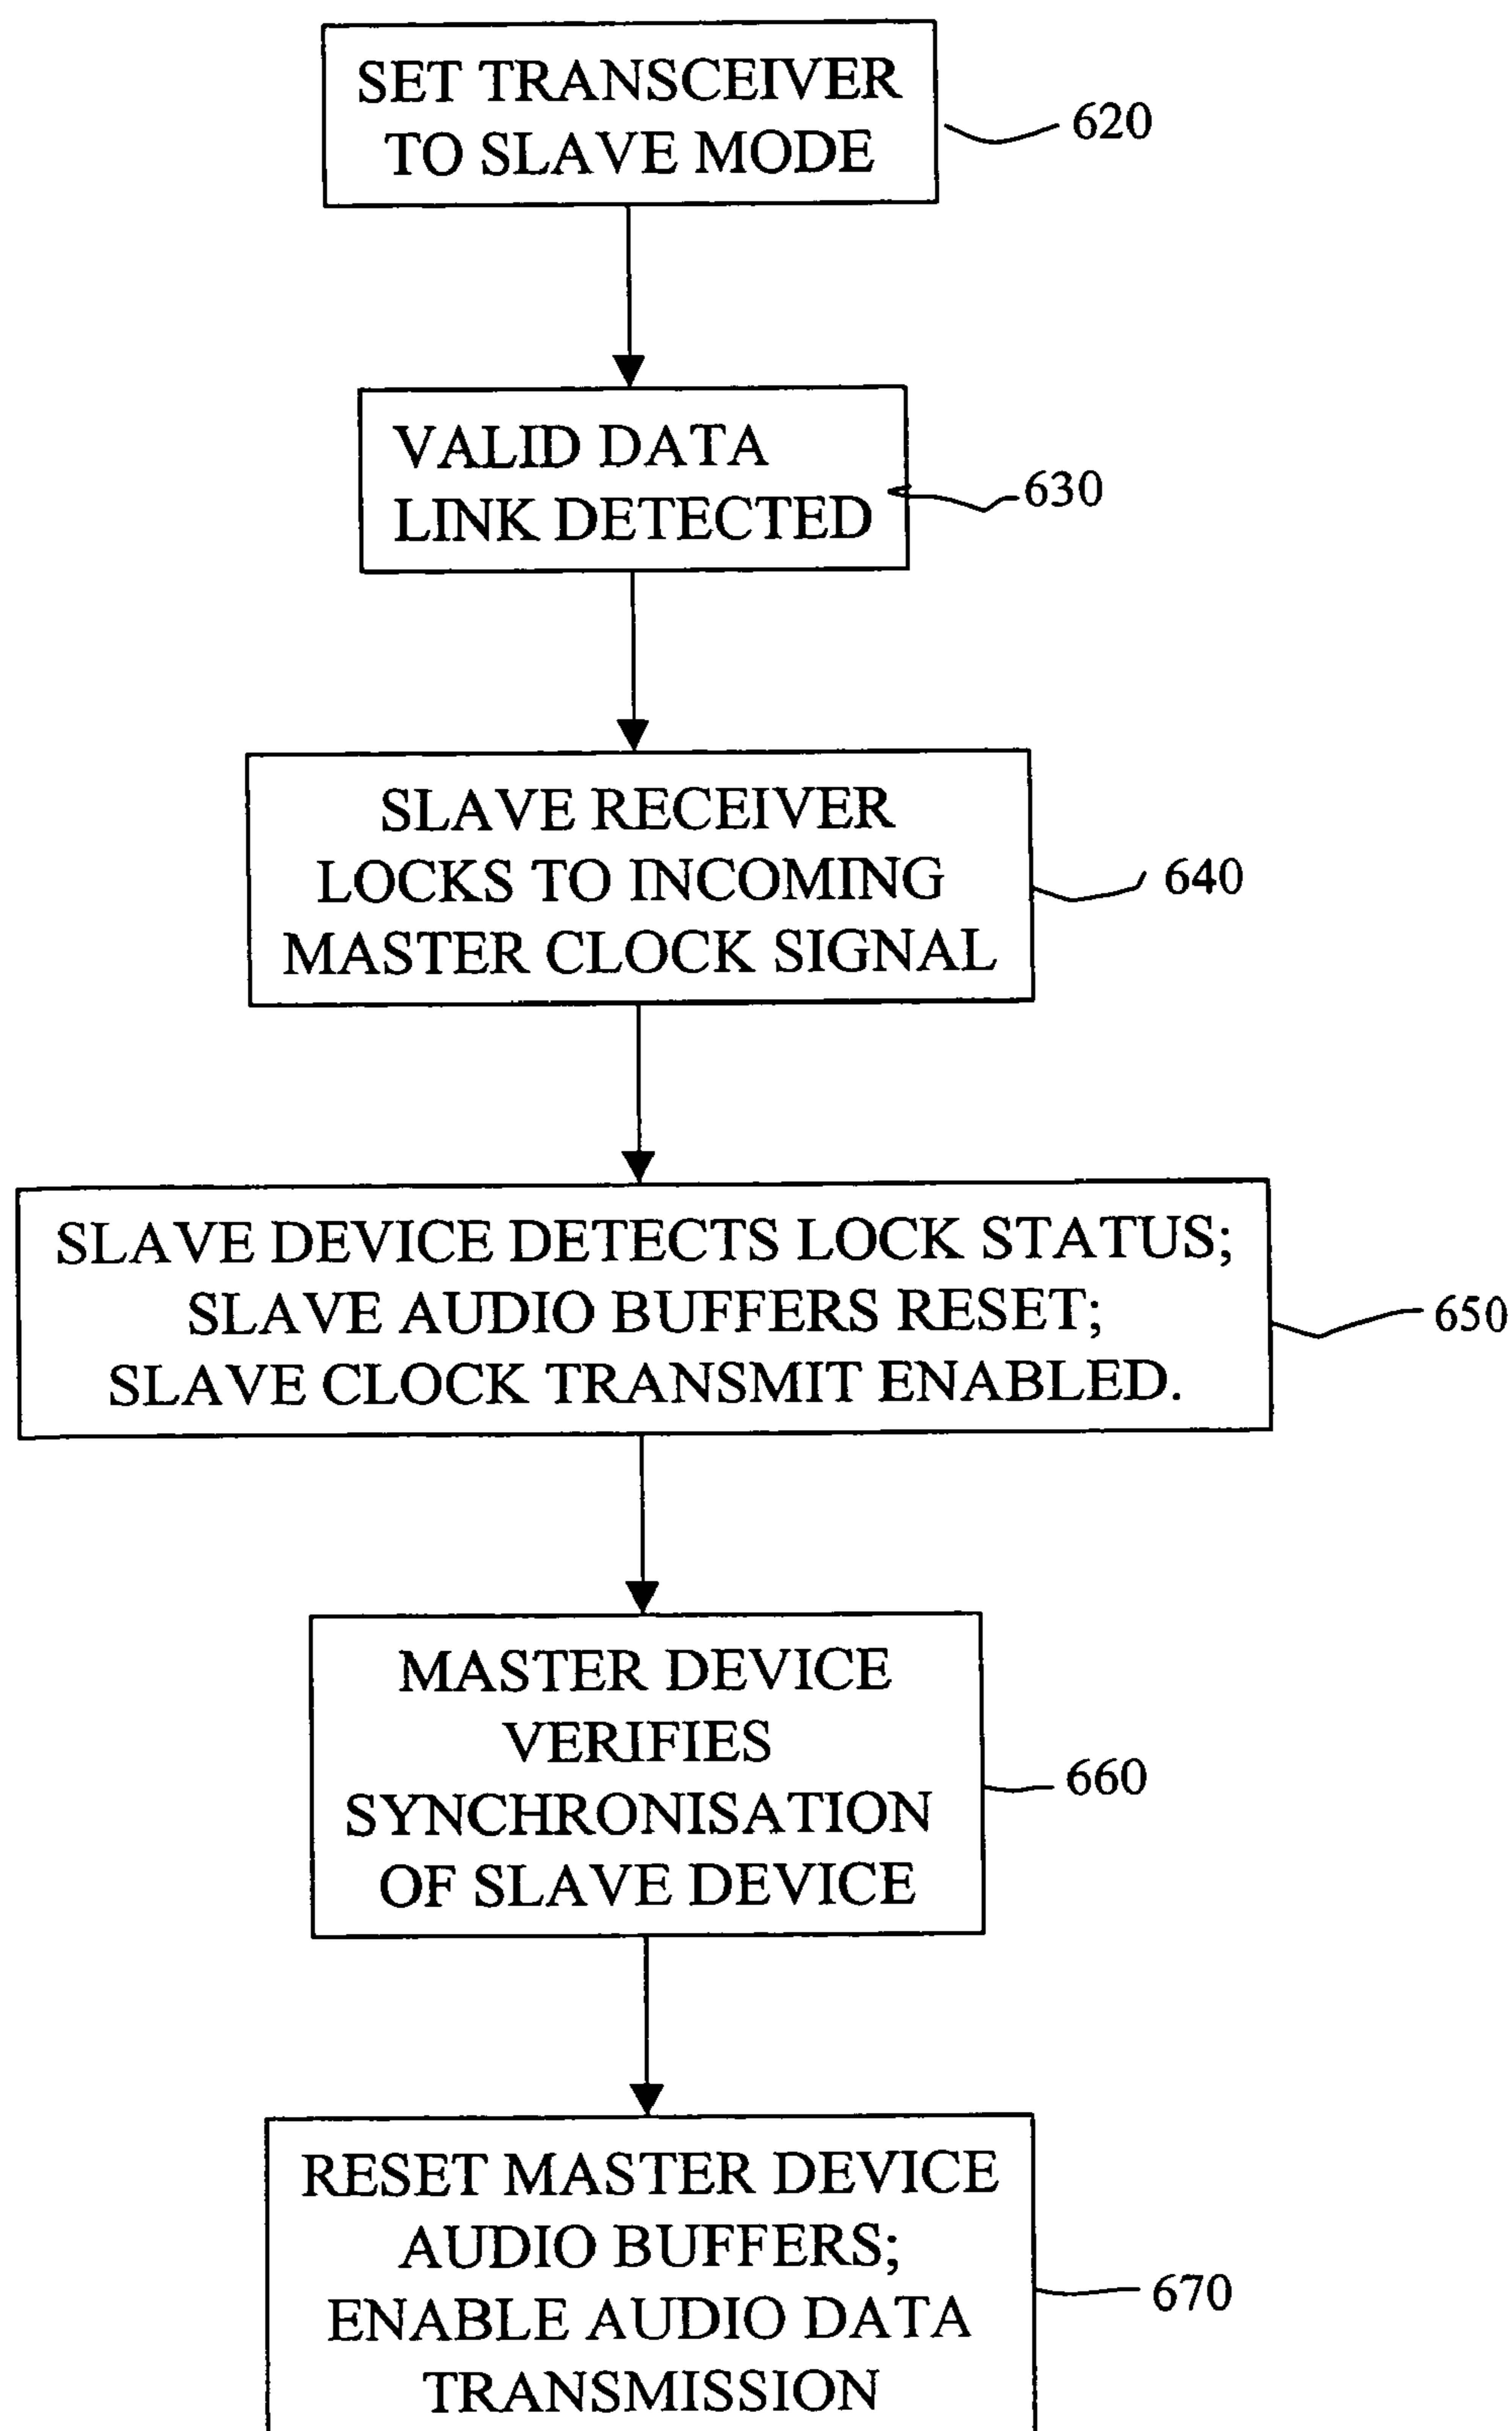 SET TRANSCEIVER
TO SLAVE MODE
620
VALID DATA
LINK DETECTED
630
SLAVE RECEIVER
LOCKS TO INCOMING
MASTER CLOCK SIGNAL
640
SLAVE DEVICE DETECTS LOCK STATUS;
SLAVE AUDIO BUFFERS RESET;
SLAVE CLOCK TRANSMIT ENABLED.
650
MASTER DEVICE
VERIFIES
SYNCHRONISATION
OF SLAVE DEVICE
660
RESET MASTER DEVICE
AUDIO BUFFERS;
ENABLE AUDIO DATA
TRANSMISSION
670